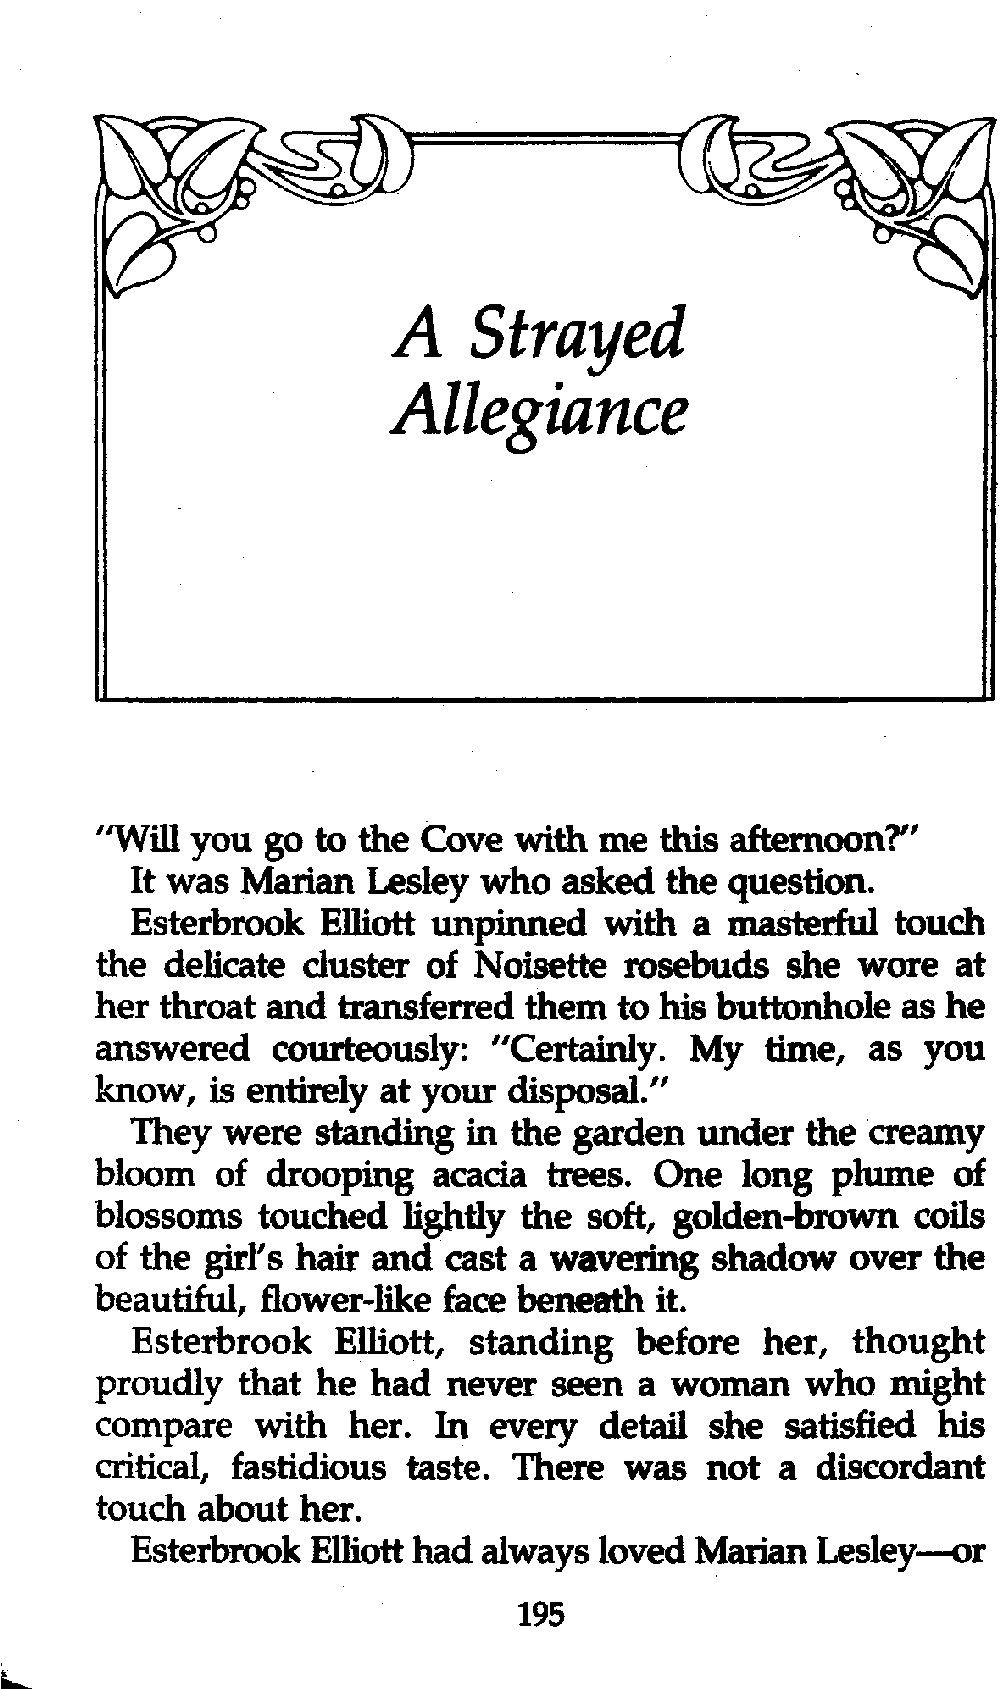 A Strayed
Allegiance
"Will you go to the Cove with me this afternoon?"
It was Marian Lesley who asked the question.
Esterbrook Elliott unpinned with a masterful touch
the delicate cluster of Noisette rosebuds she wore at
her throat and transferred them to his buttonhole as he
answered courteously: "Certainly. My time, as you
know, is entirely at your disposal."
They were standing in the garden under the creamy
bloom of drooping acacia trees. One long plume of
blossoms touched lightly the soft, golden-brown coils
of the girl's hair and cast a wavering shadow over the
beautiful, flower-like face beneath it.
Esterbrook Elliott, standing before her, thought
proudly that he had never seen a woman who might
compare with her. In every detail she satisfied his
critical, fastidious taste. There was not a discordant
touch about her.
Esterbrook Elliott had always loved Marian Lesley—or
195